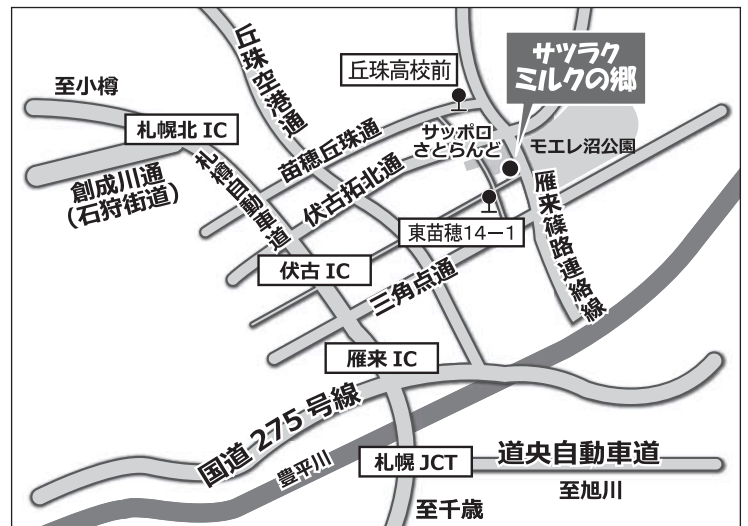 サツラク
ミルクの郷
丘珠空港通
丘珠高校前
至小樽
札幌北 IC
サッポロ
さとらんど
モエレ沼公園
苗穂丘珠通
創成川通
(石狩街道)
札樽自動車道
伏古拓北通
雁来篠路連絡線
東苗穂14ー1
伏古 IC
三角点通
雁来 IC
国道 275 号線
豊平川
札幌 JCT
道央自動車道
至旭川
至千歳